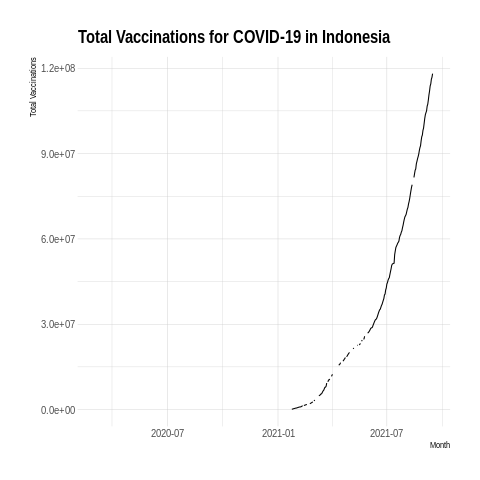 Total Vaccinations for COVID-19 in Indonesia
Total Vaccinations
1.2e+08
9.0e+07
6.0e+07
3.0e+07
0.0e+00
2020-07
2021-01
2021-07
Month